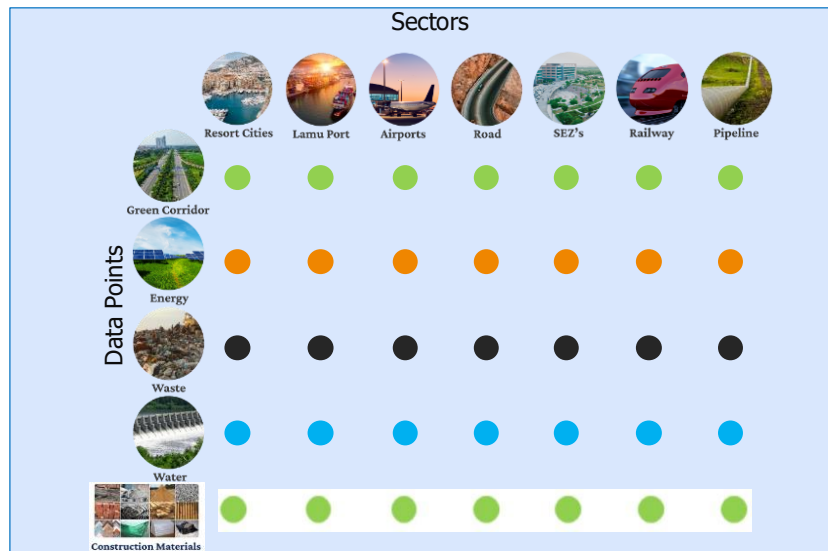 Sectors
Resort Cities
Lamu Port
Airports
Road
SEZ's
Railway
Pipeline
Data Points
Green Corridor
Energy
Waste
Water
Construction Materials